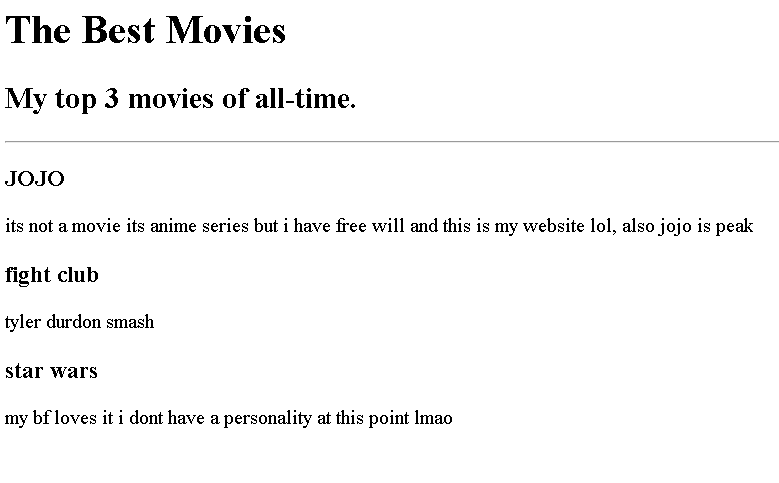 The Best Movies
My top 3 movies of all-time.
JOJO
its not a movie its anime series but i have free will and this is my website lol, also jojo is peak
fight club
tyler durdon smash
star wars
my bf loves it i dont have a personality at this point lmao